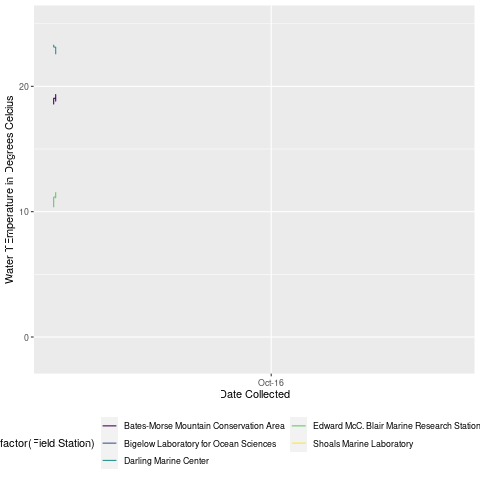 20
10
0
Water TEmperature in Degrees Celcius
Oct-16
Date Collected
factor(Field Station)
Bates-Morse Mountain Conservation Area
Bigelow Laboratory for Ocean Sciences
Darling Marine Center
Edward McC. Blair Marine Research Station
Shoals Marine Laboratory